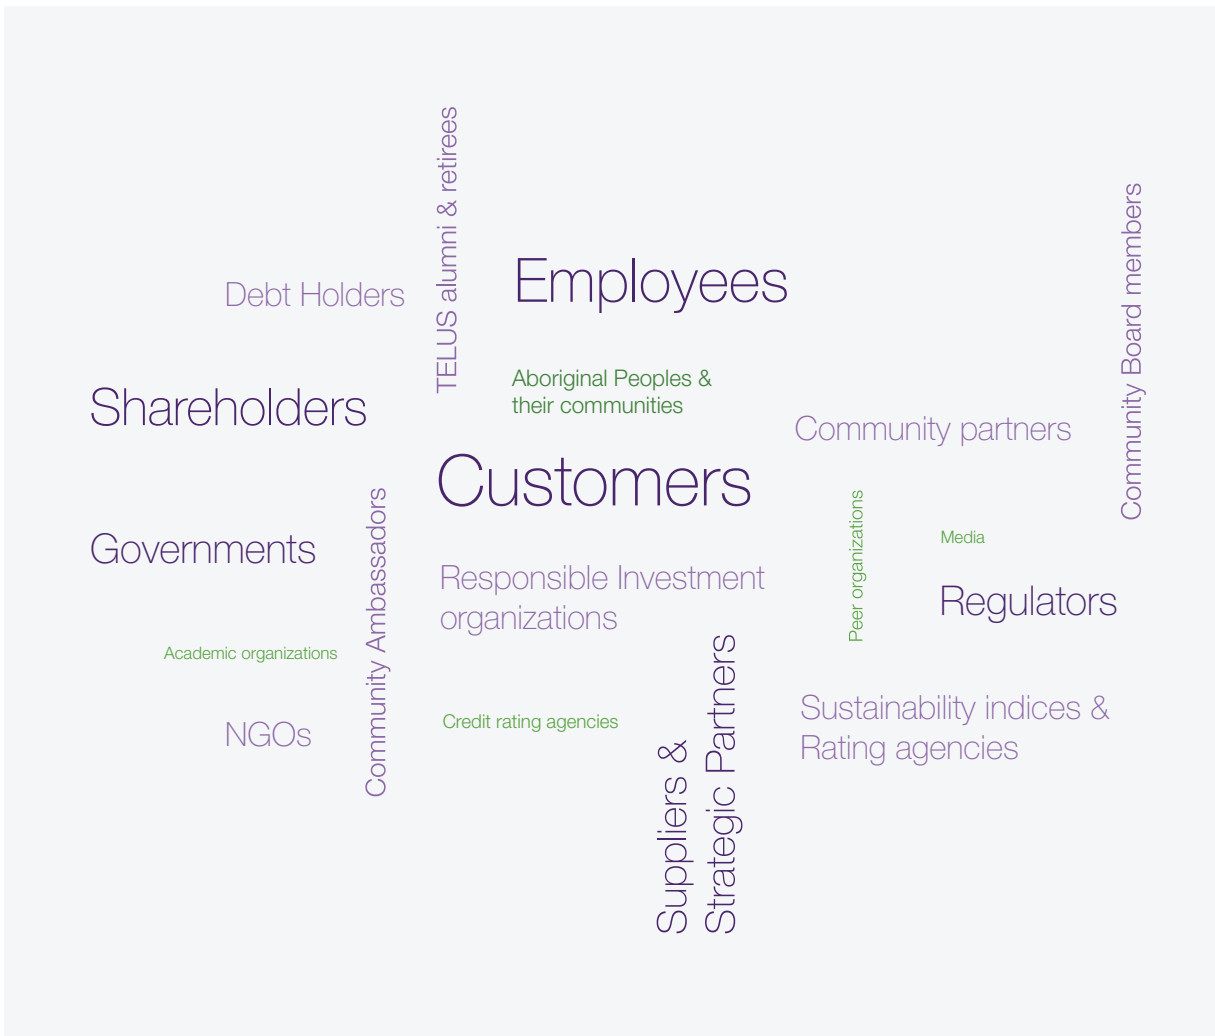 TELUS alumni & retirees
Community Board members
Employees
Debt Holders
Aboriginal Peoples &
their communities
Shareholders
Community partners
Customers
Community Ambassadors
Peer organizations
Media
Governments
Responsible Investment
organizations
Regulators
Academic organizations
Suppliers &
Strategic Partners
Sustainability indices &
Rating agencies
NGOs
Credit rating agencies